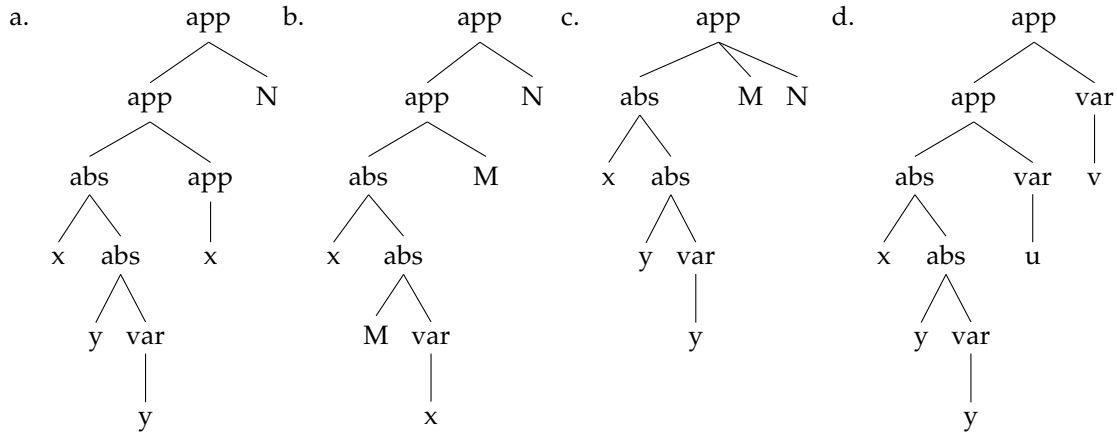 a. app b. app c. app d. app
app N app N abs M N app var
abs app abs M x abs abs var v
x abs x x abs y var x abs u
y var M var y y var
y x y